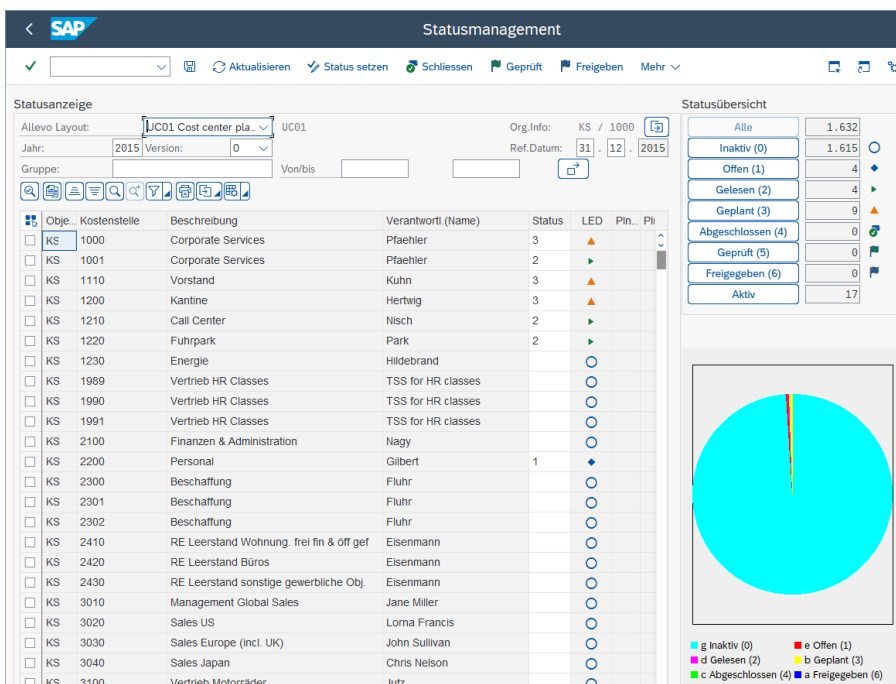 SAP
Statusmanagement
Aktualisieren Status setzen Schliessen Geprüft Freigeben Mehr
Statusanzeige
Allevo Layout: UC01 Cost center pla... UC01 Org.Info: KS / 1000
Jahr: 2015 Version: 0 Ref.Datum: 31 . 12 . 2015
Gruppe: Von/bis
Obje... Kostenstelle Beschreibung Verantwortl.(Name) Status LED Pln...
KS 1000 Corporate Services Pfaehler 3
KS 1001 Corporate Services Pfaehler 2
KS 1110 Vorstand Kuhn 3
KS 1200 Kantine Hertwig 3
KS 1210 Call Center Nisch 2
KS 1220 Fuhrpark Park 2
KS 1230 Energie Hildebrand
KS 1989 Vertrieb HR Classes TSS for HR classes
KS 1990 Vertrieb HR Classes TSS for HR classes
KS 1991 Vertrieb HR Classes TSS for HR classes
KS 2100 Finanzen & Administration Nagy
KS 2200 Personal Gilbert 1
KS 2300 Beschaffung Fluhr
KS 2301 Beschaffung Fluhr
KS 2302 Beschaffung Fluhr
KS 2410 RE Leerstand Wohnung. frei fin & öff gef Eisenmann
KS 2420 RE Leerstand Büros Eisenmann
KS 2430 RE Leerstand sonstige gewerbliche Obj. Eisenmann
KS 3010 Management Global Sales Jane Miller
KS 3020 Sales US Lorna Francis
KS 3030 Sales Europe (incl. UK) John Sullivan
KS 3040 Sales Japan Chris Nelson
KS 3100 Vertrieb Motorräder Jutz
Statusübersicht
Alle 1.632
Inaktiv (0) 1.615
Offen (1) 4
Gelesen (2) 4
Geplant (3) 9
Abgeschlossen (4) 0
Geprüft (5) 0
Freigegeben (6) 0
Aktiv 17
g Inaktiv (0) e Offen (1)
d Gelesen (2) b Geplant (3)
c Abgeschlossen (4) a Freigegeben (6)